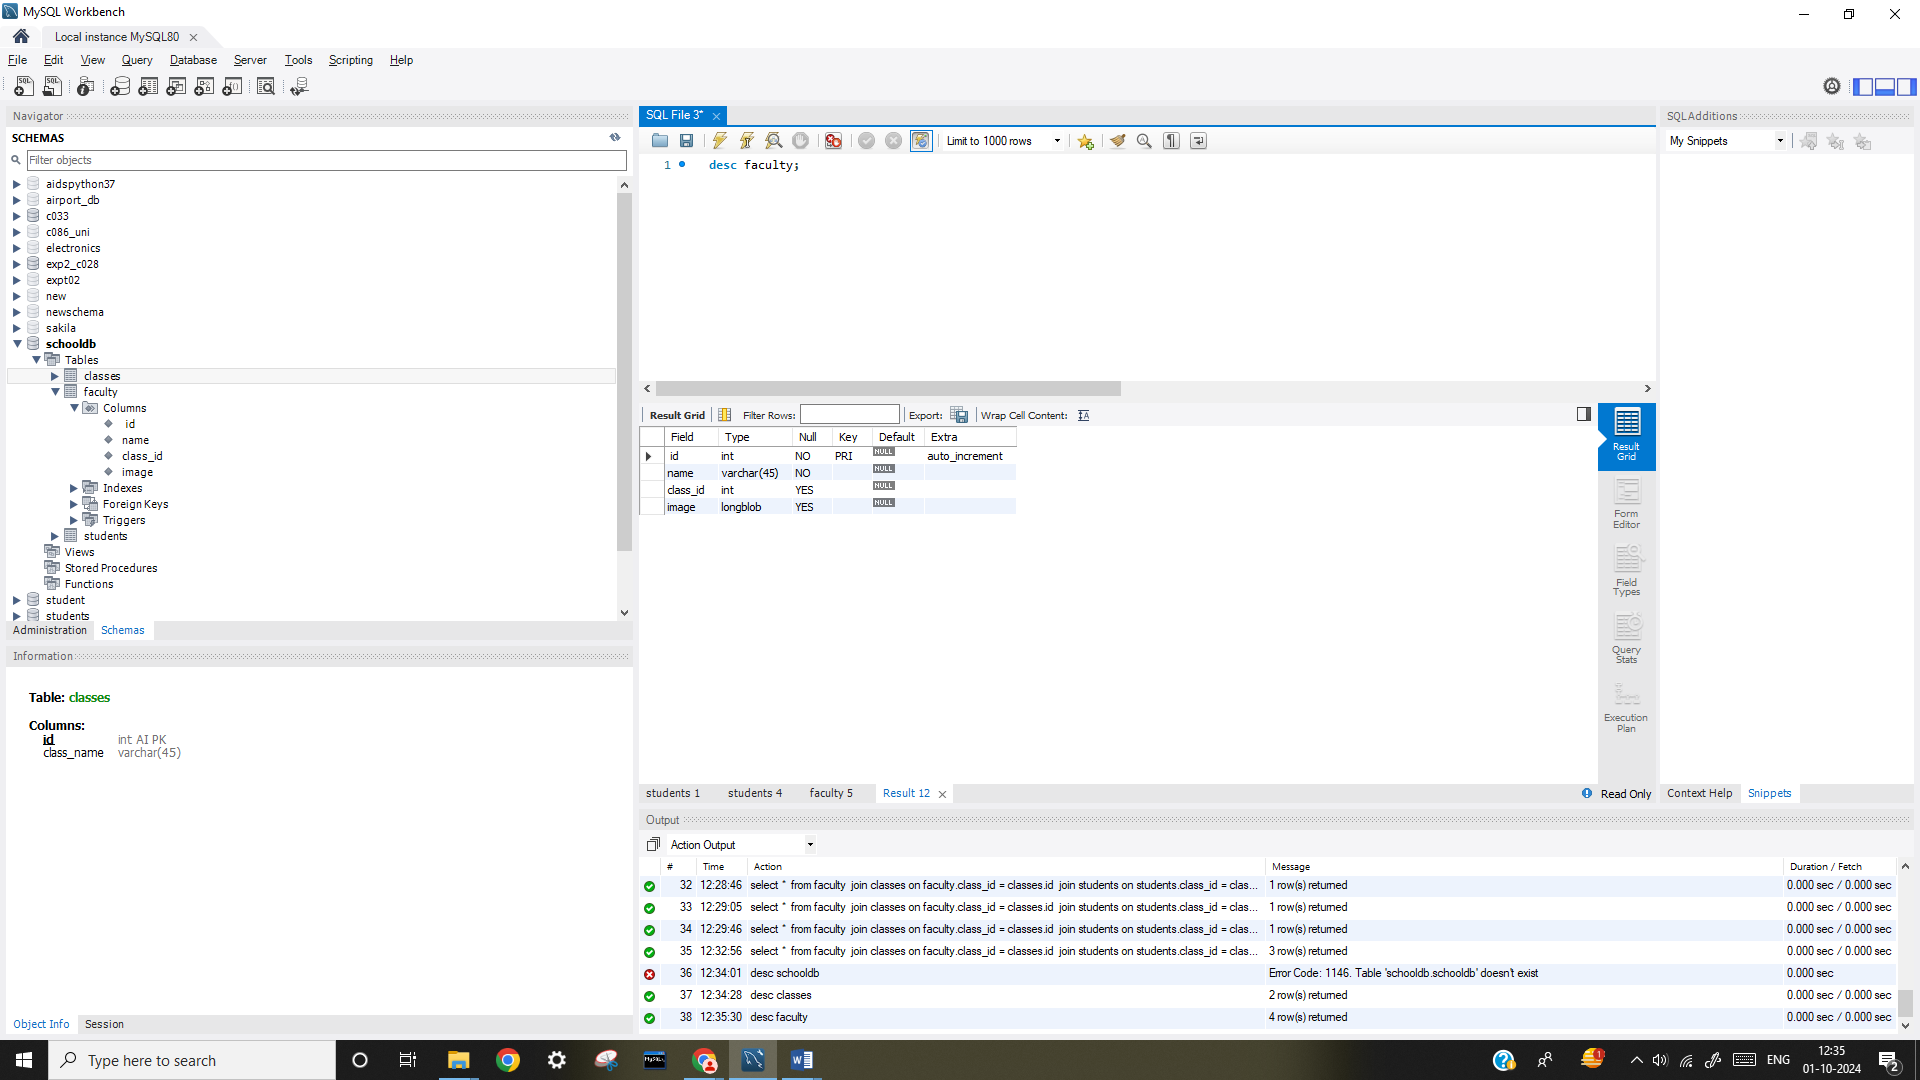 MySQL Workbench
Local instance MySQL80
File Edit View Query Database Server Tools Scripting Help
Navigator
SCHEMAS
Filter objects
aidspython37
airport_db
c033
c086_uni
electronics
exp2_c028
expt02
new
newschema
sakila
schooldb
Tables
classes
faculty
Columns
id
name
class_id
image
Indexes
Foreign Keys
Triggers
students
Views
Stored Procedures
Functions
student
students
Administration Schemas
Information
Table: classes
Columns:
id int AI PK
class_name varchar(45)
Object Info Session
SQL File 3*
Limit to 1000 rows
1 desc faculty;
Result Grid Filter Rows: Export: Wrap Cell Content:
Field Type Null Key Default Extra
id int NO PRI NULL auto_increment
name varchar(45) NO NULL
class_id int YES NULL
image longblob YES NULL
Result Grid
Form Editor
Field Types
Query Stats
Execution Plan
students 1 students 4 faculty 5 Result 12
Read Only
SQLAdditions
My Snippets
Context Help Snippets
Output
Action Output
# Time Action Message Duration / Fetch
32 12:28:46 select * from faculty join classes on faculty.class_id = classes.id join students on students.class_id = clas... 1 row(s) returned 0.000 sec / 0.000 sec
33 12:29:05 select * from faculty join classes on faculty.class_id = classes.id join students on students.class_id = clas... 1 row(s) returned 0.000 sec / 0.000 sec
34 12:29:46 select * from faculty join classes on faculty.class_id = classes.id join students on students.class_id = clas... 1 row(s) returned 0.000 sec / 0.000 sec
35 12:32:56 select * from faculty join classes on faculty.class_id = classes.id join students on students.class_id = clas... 3 row(s) returned 0.000 sec / 0.000 sec
36 12:34:01 desc schooldb Error Code: 1146. Table 'schooldb.schooldb' doesn't exist 0.000 sec
37 12:34:28 desc classes 2 row(s) returned 0.000 sec / 0.000 sec
38 12:35:30 desc faculty 4 row(s) returned 0.000 sec / 0.000 sec
Type here to search
ENG
12:35
01-10-2024
2